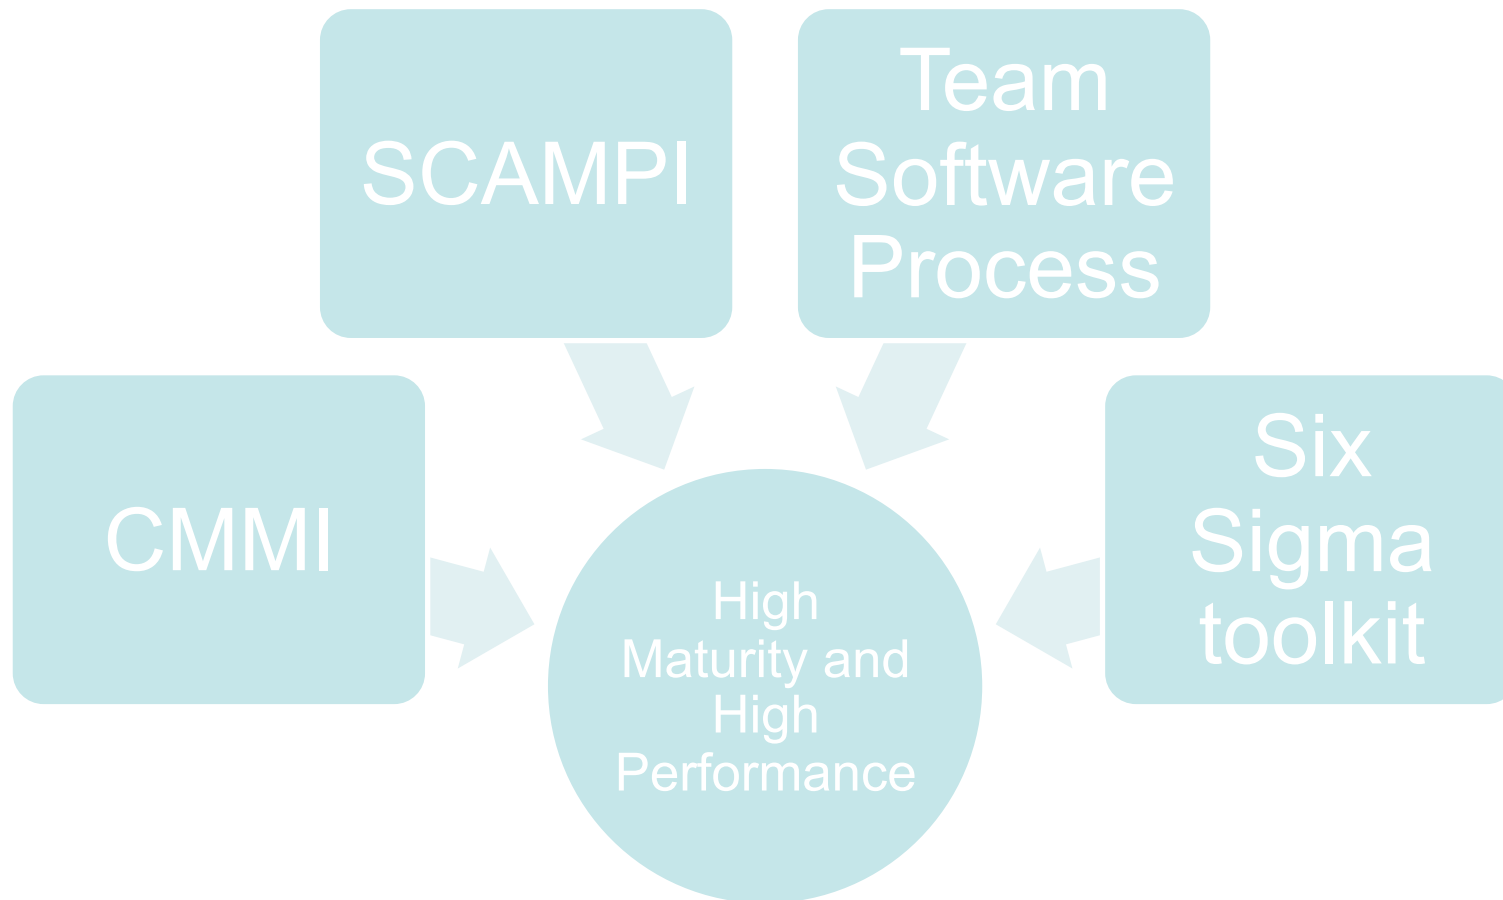 SCAMPI
Team
Software
Process
CMMI
Six
Sigma
toolkit
High
Maturity and
High
Performance